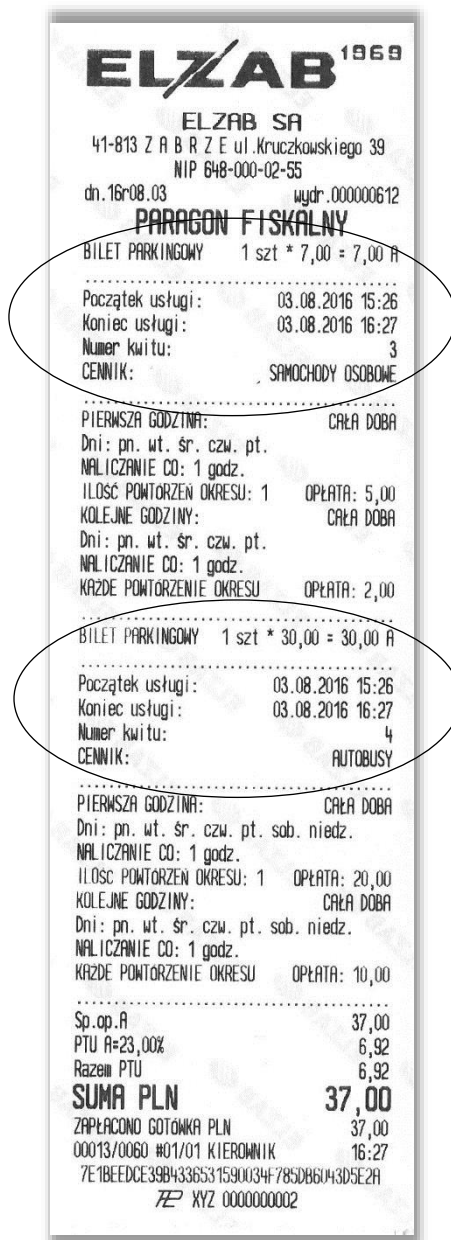 ELZAB 1969
ELZAB SA
41-813 Z A B R Z E ul.Kruczkowskiego 39
NIP 648-000-02-55
dn.16r08.03 wydr.000000612
PARAGON FISKALNY
BILET PARKINGOWY 1 szt * 7,00 = 7,00 A
Początek usługi: 03.08.2016 15:26
Koniec usługi: 03.08.2016 16:27
Numer kwitu: 3
CENNIK: SAMOCHODY OSOBOWE
PIERWSZA GODZINA: CAŁA DOBA
Dni: pn. wt. śr. czw. pt.
NALICZANIE CO: 1 godz.
ILOŚĆ POWTÓRZEŃ OKRESU: 1 OPŁATA: 5,00
KOLEJNE GODZINY: CAŁA DOBA
Dni: pn. wt. śr. czw. pt.
NALICZANIE CO: 1 godz.
KAŻDE POWTÓRZENIE OKRESU OPŁATA: 2,00
BILET PARKINGOWY 1 szt * 30,00 = 30,00 A
Początek usługi: 03.08.2016 15:26
Koniec usługi: 03.08.2016 16:27
Numer kwitu: 4
CENNIK: AUTOBUSY
PIERWSZA GODZINA: CAŁA DOBA
Dni: pn. wt. śr. czw. pt. sob. niedz.
NALICZANIE CO: 1 godz.
ILOŚĆ POWTÓRZEŃ OKRESU: 1 OPŁATA: 20,00
KOLEJNE GODZINY: CAŁA DOBA
Dni: pn. wt. śr. czw. pt. sob. niedz.
NALICZANIE CO: 1 godz.
KAŻDE POWTÓRZENIE OKRESU OPŁATA: 10,00
Sp.op.A 37,00
PTU A=23,00% 6,92
Razem PTU 6,92
SUMA PLN 37,00
ZAPŁACONO GOTÓWKA PLN 37,00
00013/0060 #01/01 KIEROWNIK 16:27
7E1BEEDCE39B4336531590034F785DB6043D5E2A
XYZ 0000000002